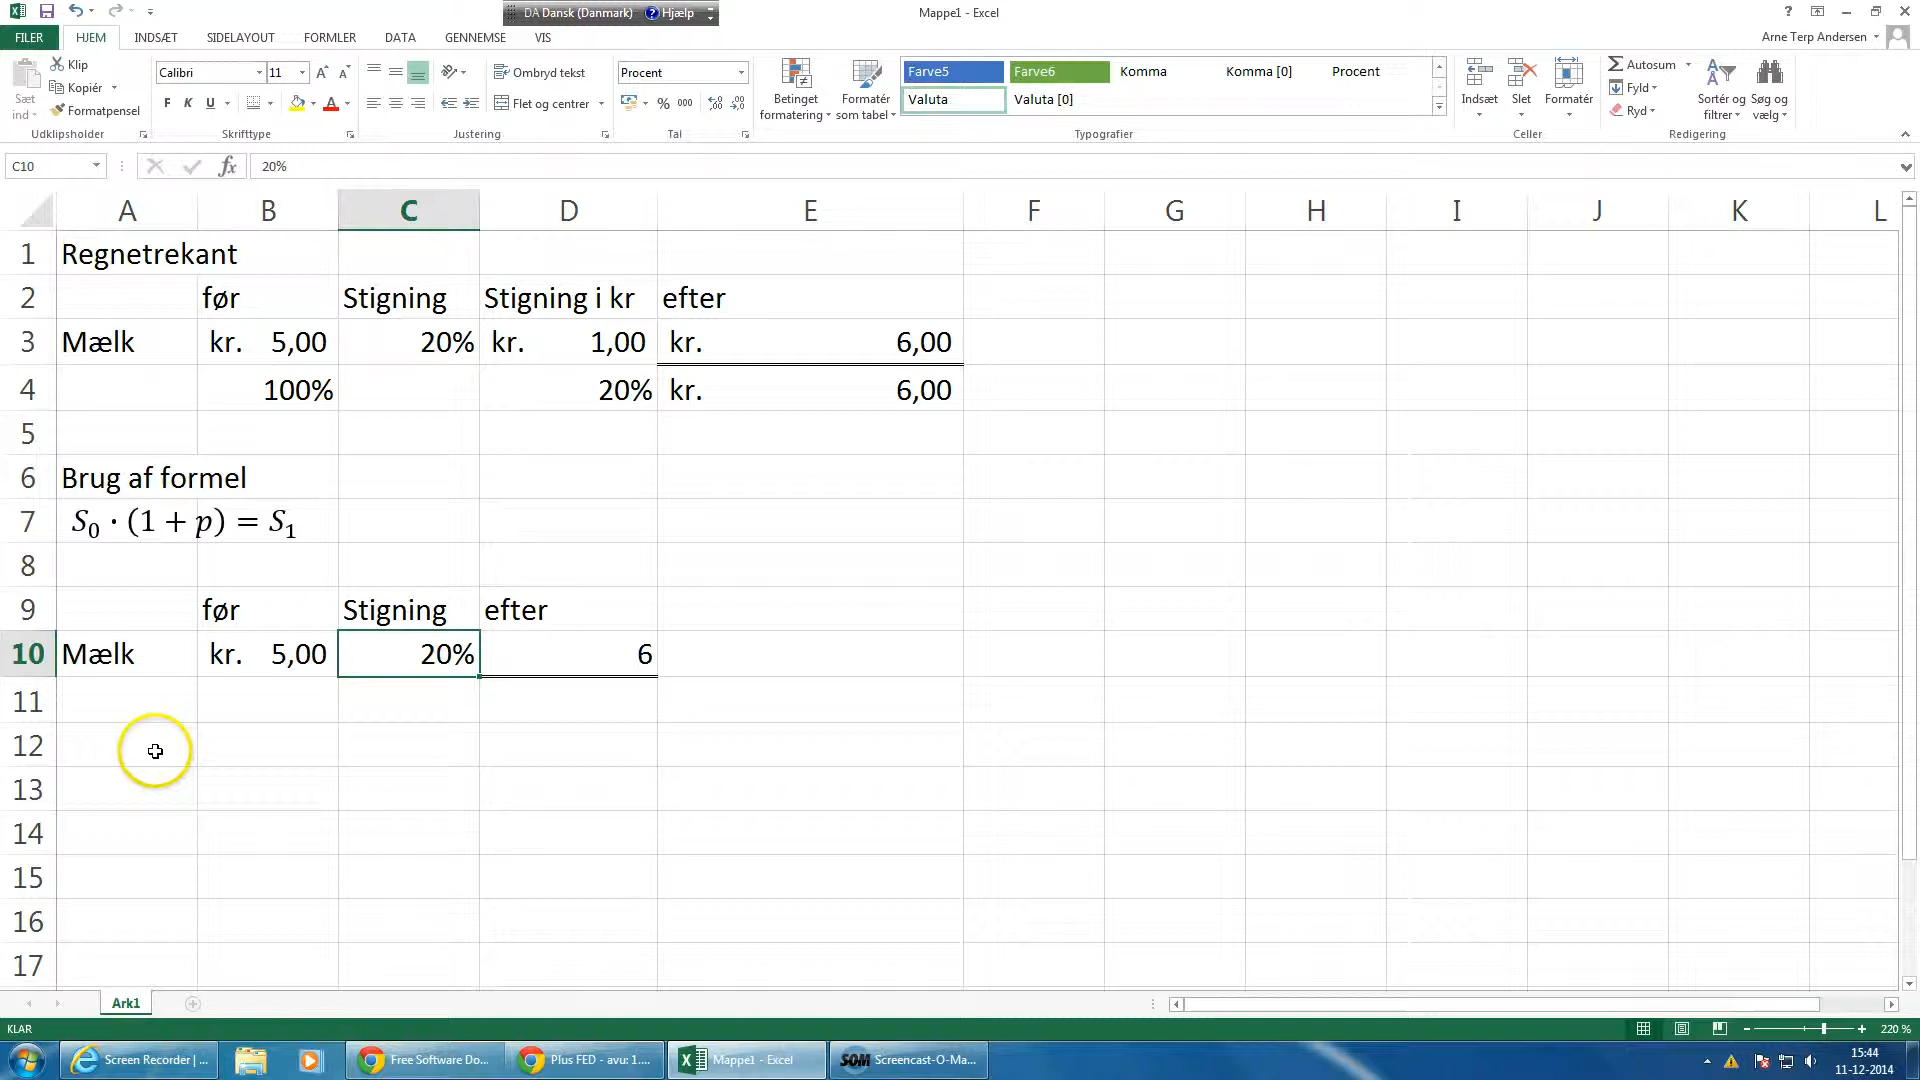 DA Dansk (Danmark) Hjælp
Mappe1 - Excel
FILER HJEM INDSÆT SIDELAYOUT FORMLER DATA GENNEMSE VIS
Arne Terp Andersen
Sæt ind
Klip
Kopiér
Formatpensel
Udklipsholder
Calibri 11
F K U
Skrifttype
Ombryd tekst
Flet og centrer
Justering
Procent
% 000
Tal
Betinget formatering
Formatér som tabel
Farve5 Farve6 Komma Komma [0] Procent
Valuta Valuta [0]
Typografier
Indsæt Slet Formatér
Celler
Autosum
Fyld
Ryd
Sortér og filtrer
Søg og vælg
Redigering
C10 fx 20%
A B C D E F G H I J K L
1 Regnetrekant
2 før Stigning Stigning i kr efter
3 Mælk kr. 5,00 20% kr. 1,00 kr. 6,00
4 100% 20% kr. 6,00
5
6 Brug af formel
7 S₀ · (1 + p) = S₁
8
9 før Stigning efter
10 Mælk kr. 5,00 20% 6
11
12
13
14
15
16
17
Ark1
KLAR 220 %
Screen Recorder | ... Free Software Do... Plus FED - avu: 1.... Mappe1 - Excel SOM Screencast-O-Ma...
15:44
11-12-2014